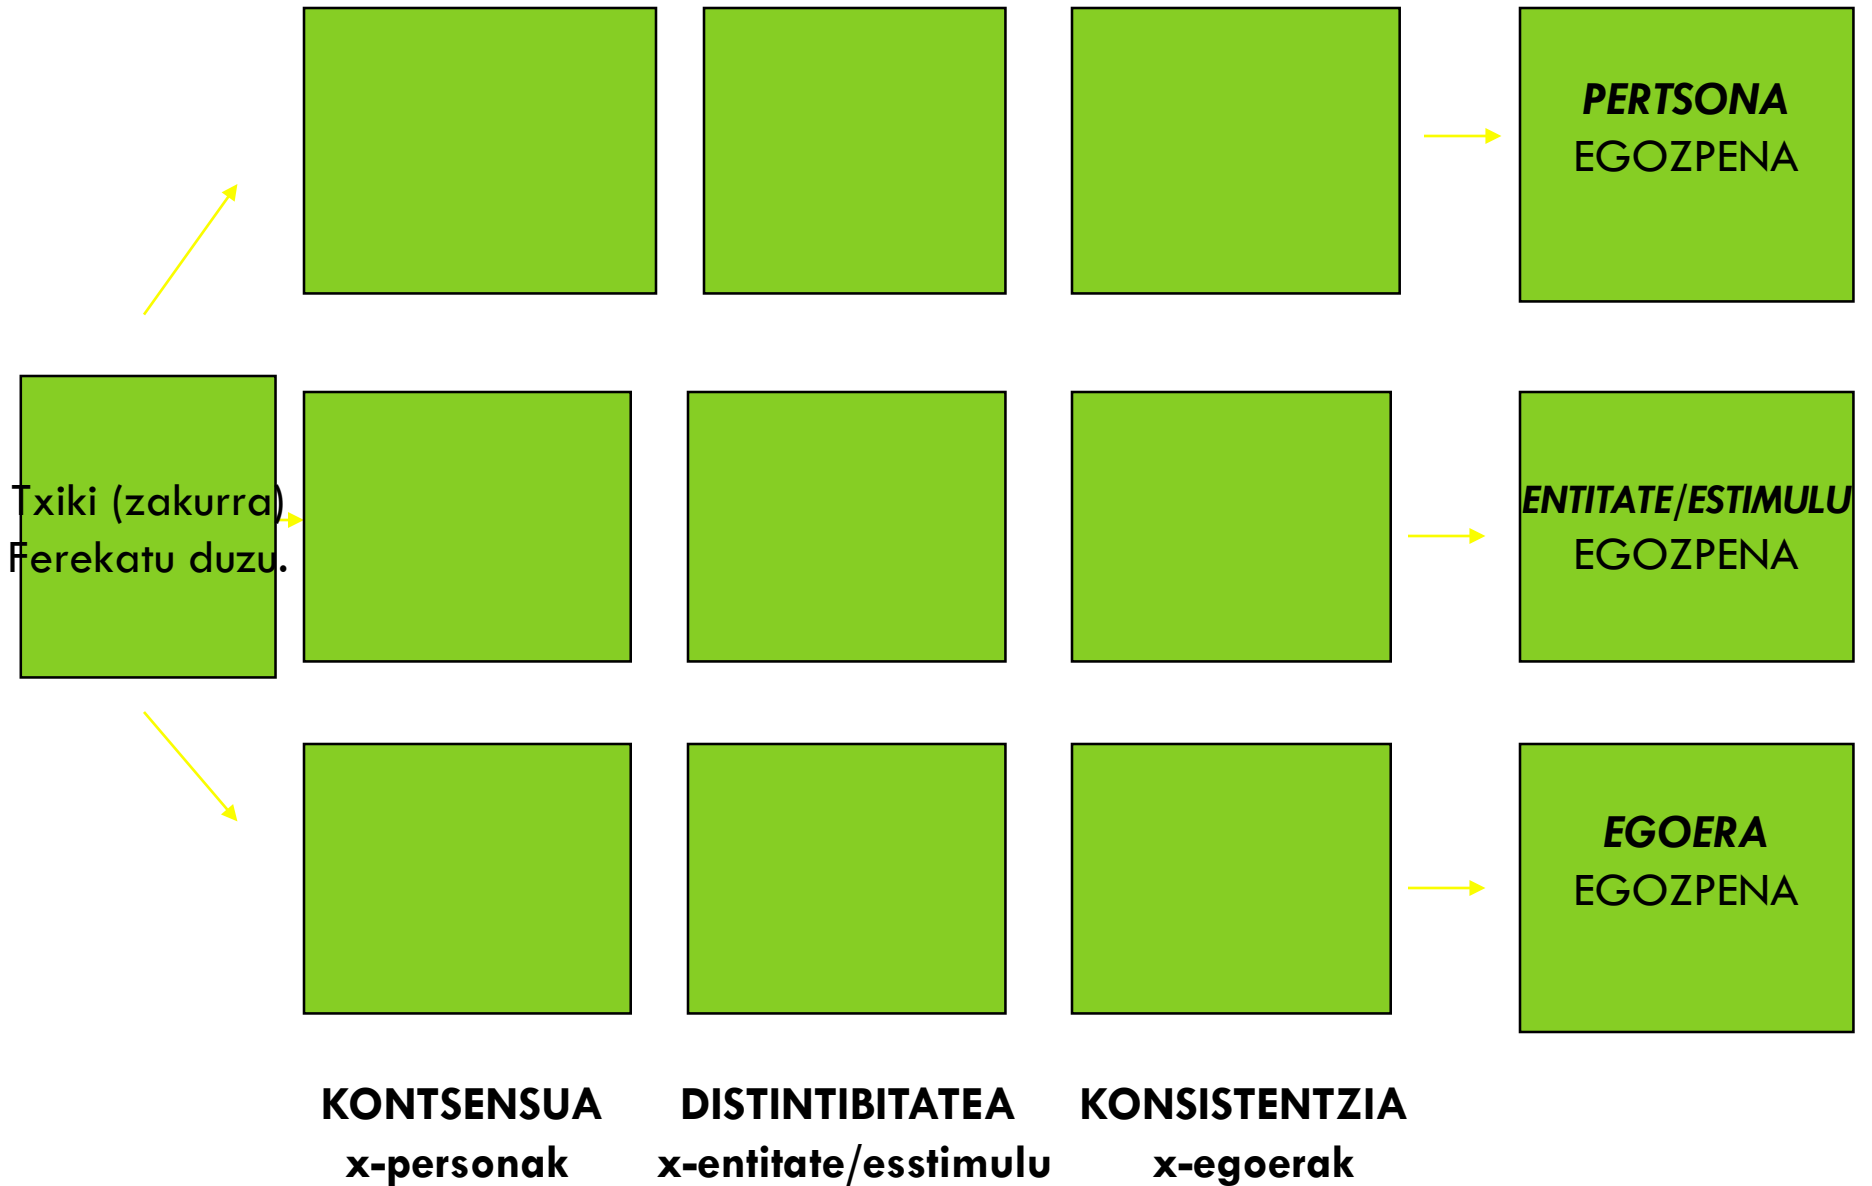 PERTSONA
EGOZPENA
Txiki (zakurra)
Ferekatu duzu.
ENTITATE/ESTIMULU
EGOZPENA
EGOERA
EGOZPENA
KONTSENSUA
x-personak
DISTINTIBITATEA
x-entitate/esstimulu
KONSISTENTZIA
x-egoerak